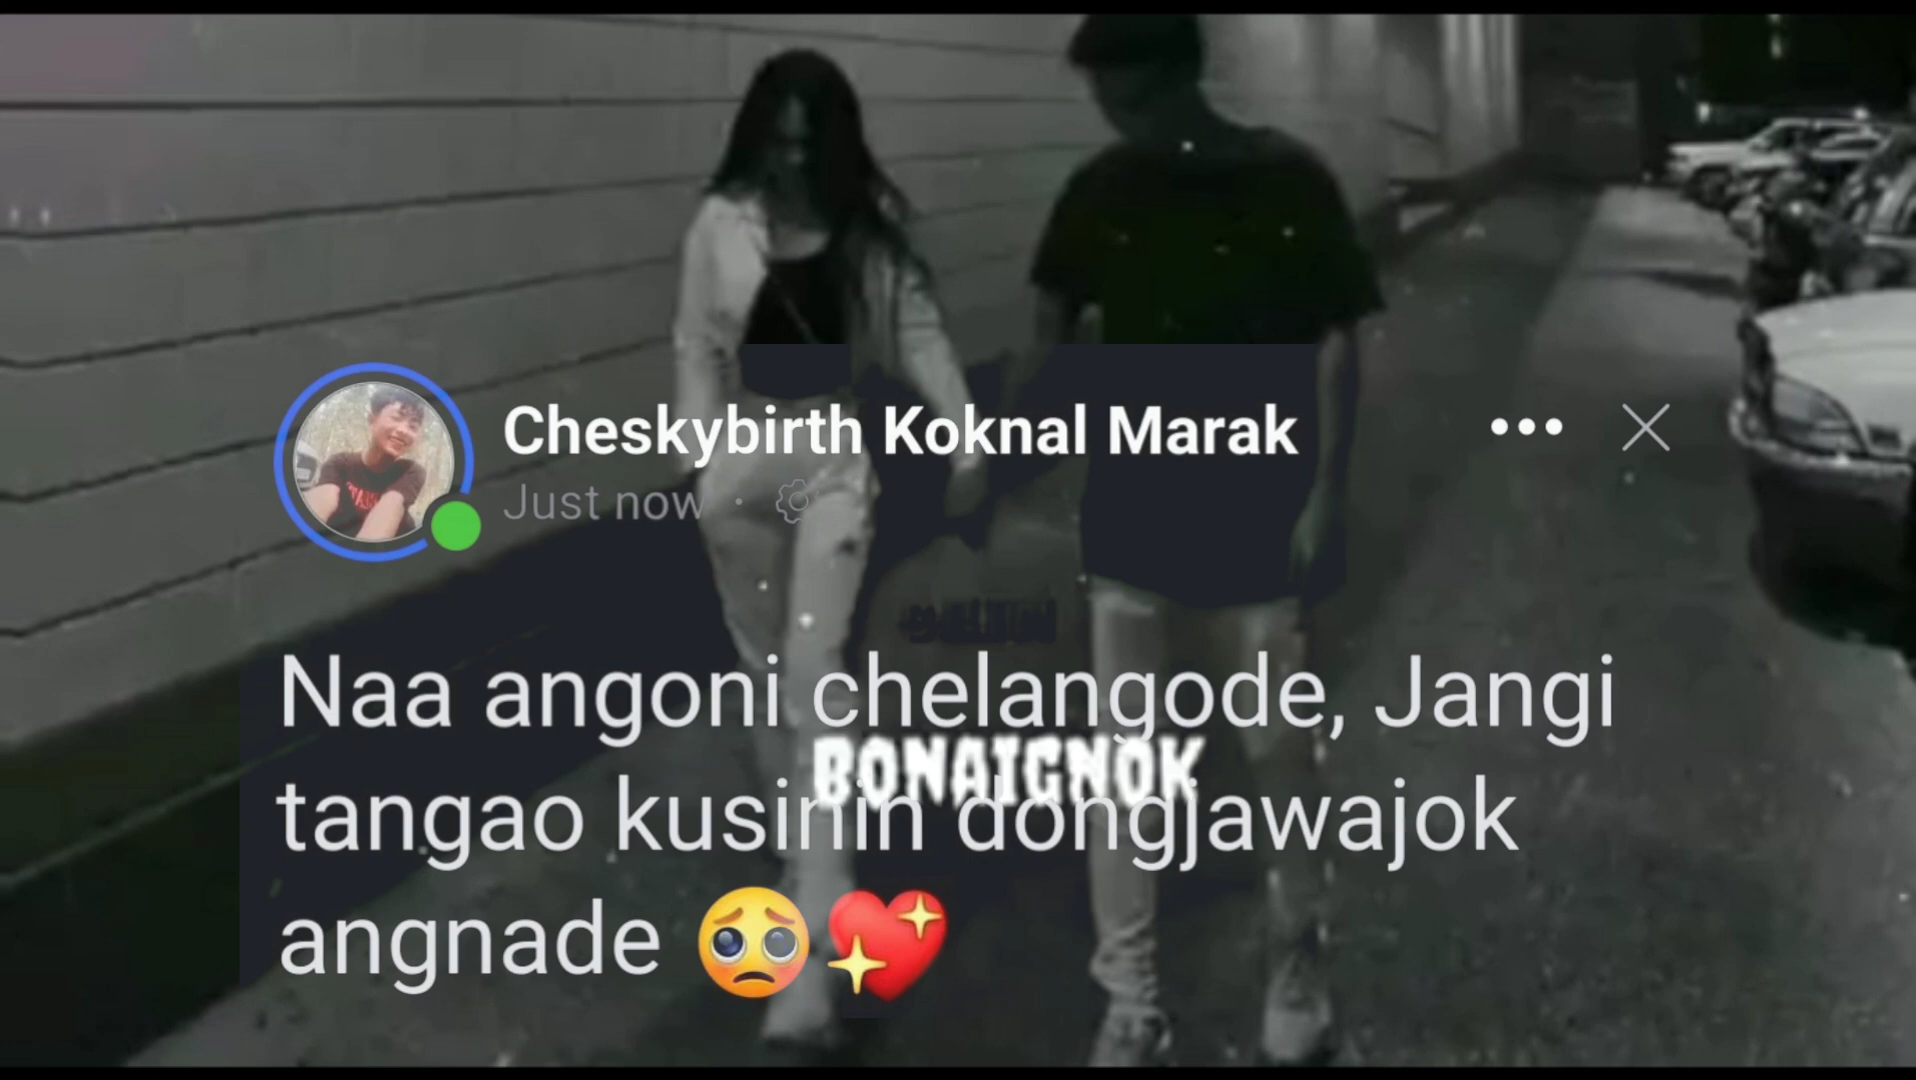 Cheskybirth Koknal Marak
Just now ·
Naa angoni chelangode, Jangi
BONAIGNOK
tangao kusinin dongjawajok
angnade 🥺💖